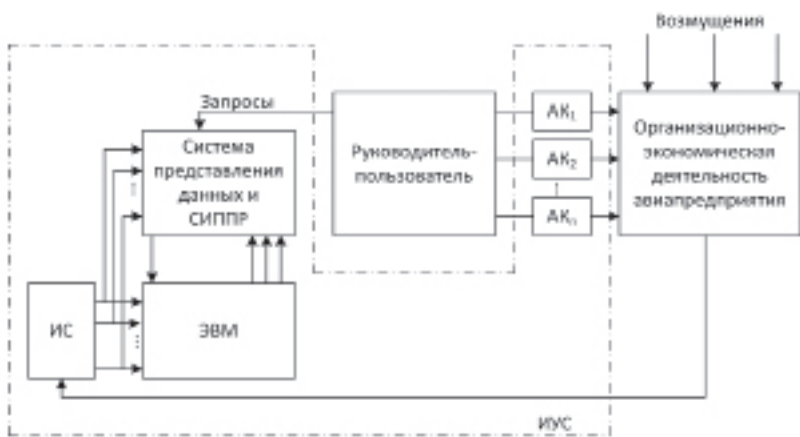 Возмущения
Запросы
Система
представления
данных и
СИППР
Руководитель-
пользователь
АК₁
АК₂
АКₙ
Организационно-
экономическая
деятельность
авиапредприятия
ИС
ЭВМ
ИУС